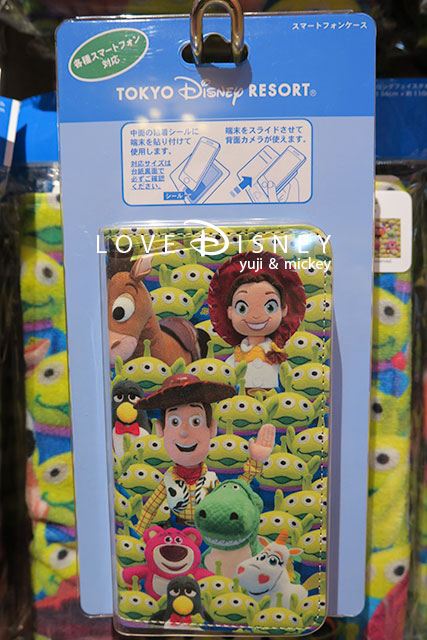 スマートフォンケース
各種スマートフォン
対応
TOKYO Disney RESORT®
中面の粘着シールに
端末を貼り付けて
使用します。
対応サイズは
台紙裏面で
必ずご確認
ください。
シール
端末をスライドさせて
背面カメラが使えます。
LOVE DISNEY
yuji & mickey